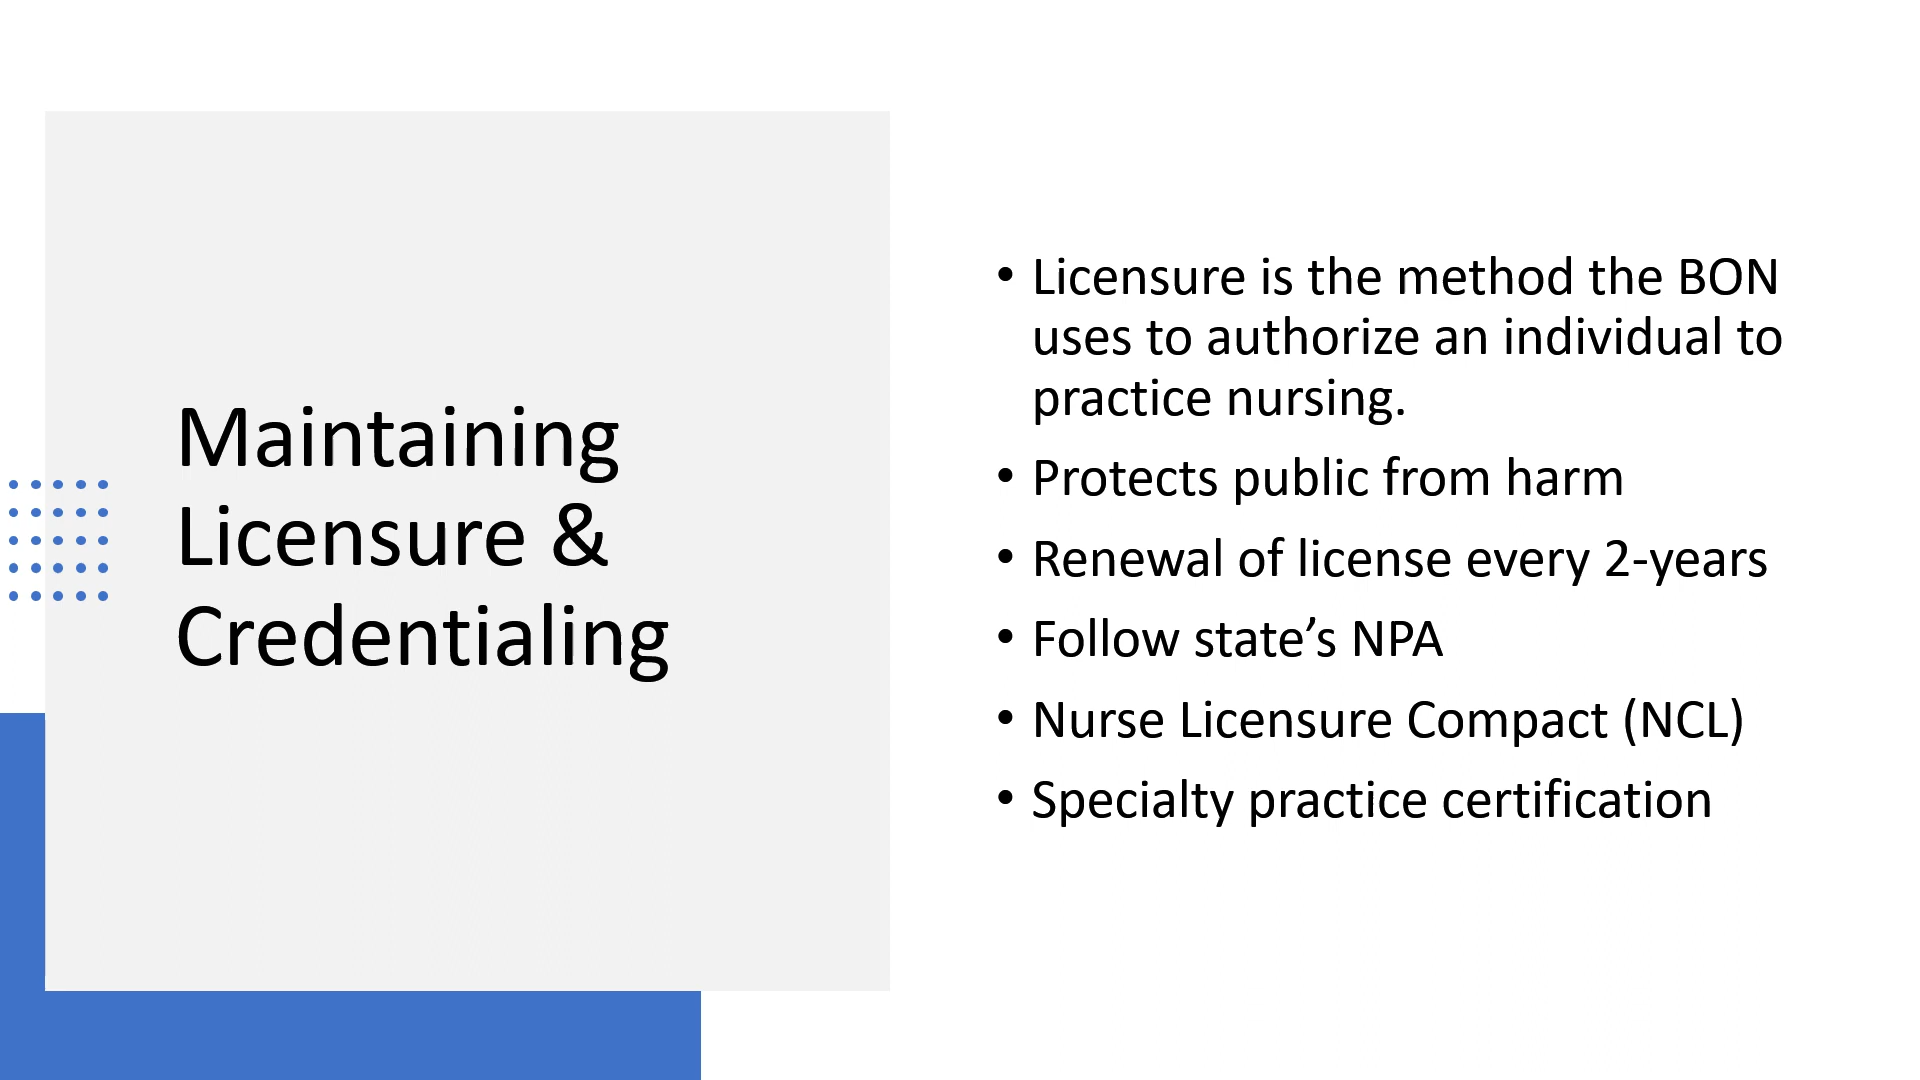 Maintaining
Licensure &
Credentialing
• Licensure is the method the BON
uses to authorize an individual to
practice nursing.
• Protects public from harm
• Renewal of license every 2-years
• Follow state’s NPA
• Nurse Licensure Compact (NCL)
• Specialty practice certification